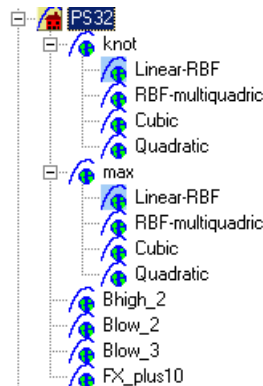 PS32
knot
Linear-RBF
RBF-multiquadric
Cubic
Quadratic
max
Linear-RBF
RBF-multiquadric
Cubic
Quadratic
Bhigh_2
Blow_2
Blow_3
FX_plus10